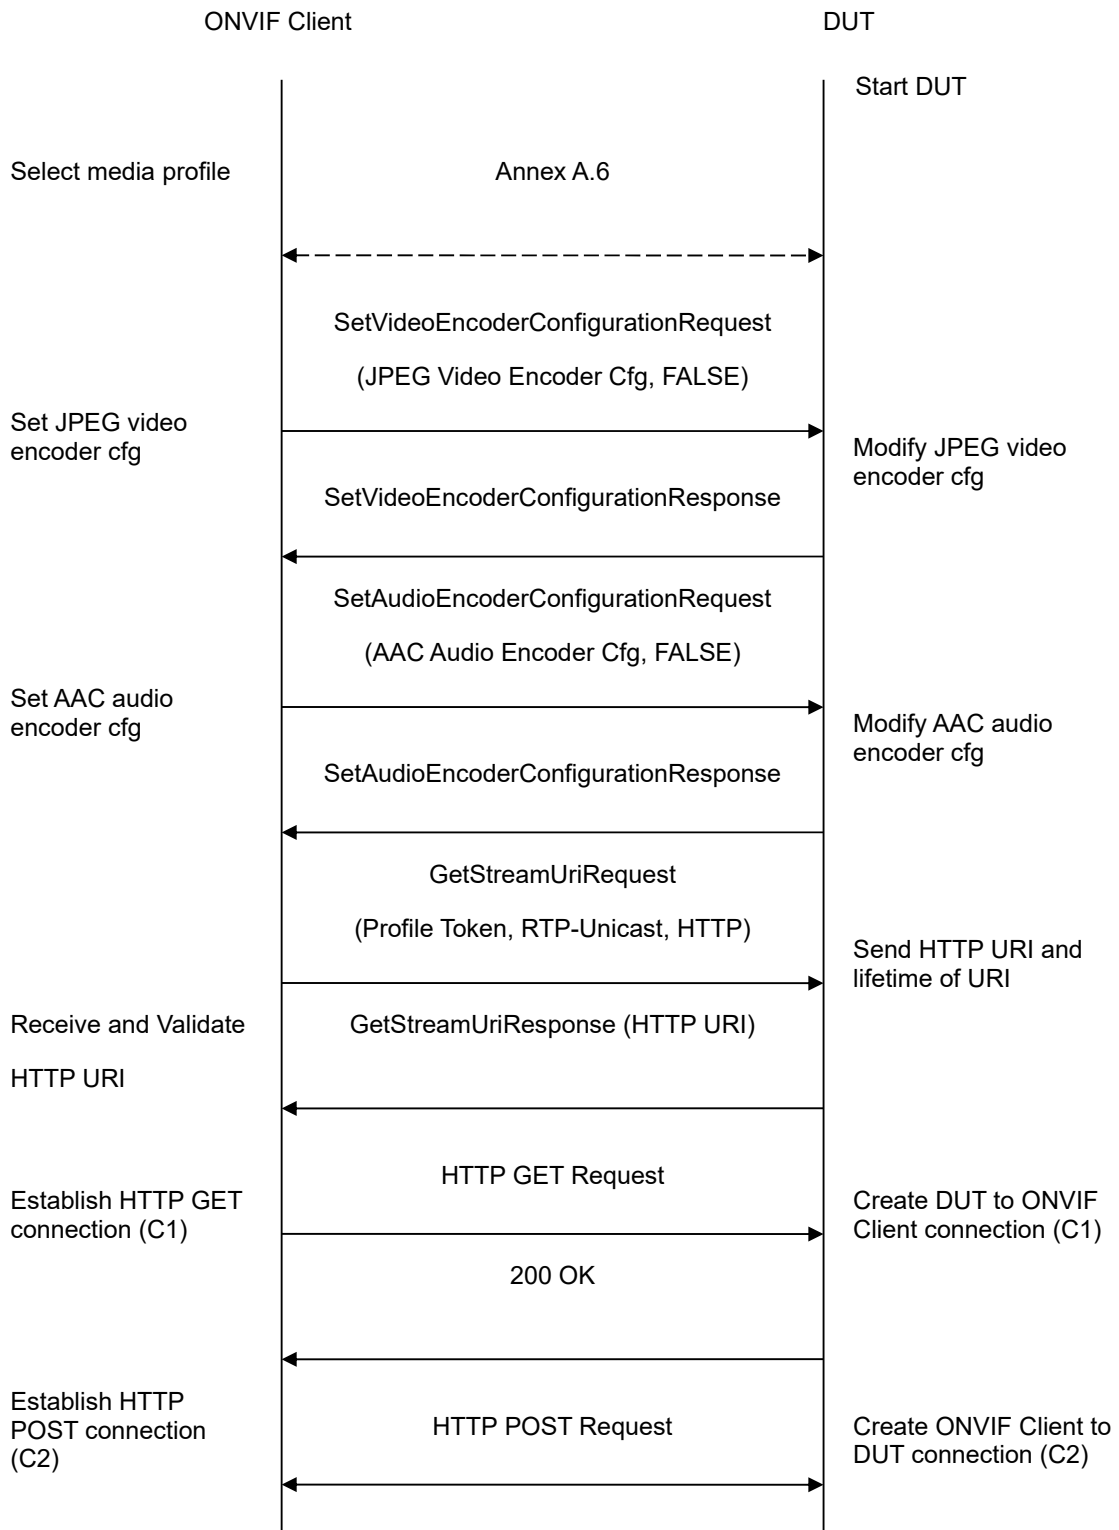 ONVIF Client
DUT
Start DUT
Select media profile
Annex A.6
SetVideoEncoderConfigurationRequest
(JPEG Video Encoder Cfg, FALSE)
Set JPEG video
encoder cfg
Modify JPEG video
encoder cfg
SetVideoEncoderConfigurationResponse
SetAudioEncoderConfigurationRequest
(AAC Audio Encoder Cfg, FALSE)
Set AAC audio
encoder cfg
Modify AAC audio
encoder cfg
SetAudioEncoderConfigurationResponse
GetStreamUriRequest
(Profile Token, RTP-Unicast, HTTP)
Send HTTP URI and
lifetime of URI
Receive and Validate
HTTP URI
GetStreamUriResponse (HTTP URI)
HTTP GET Request
Establish HTTP GET
connection (C1)
Create DUT to ONVIF
Client connection (C1)
200 OK
Establish HTTP
POST connection
(C2)
HTTP POST Request
Create ONVIF Client to
DUT connection (C2)